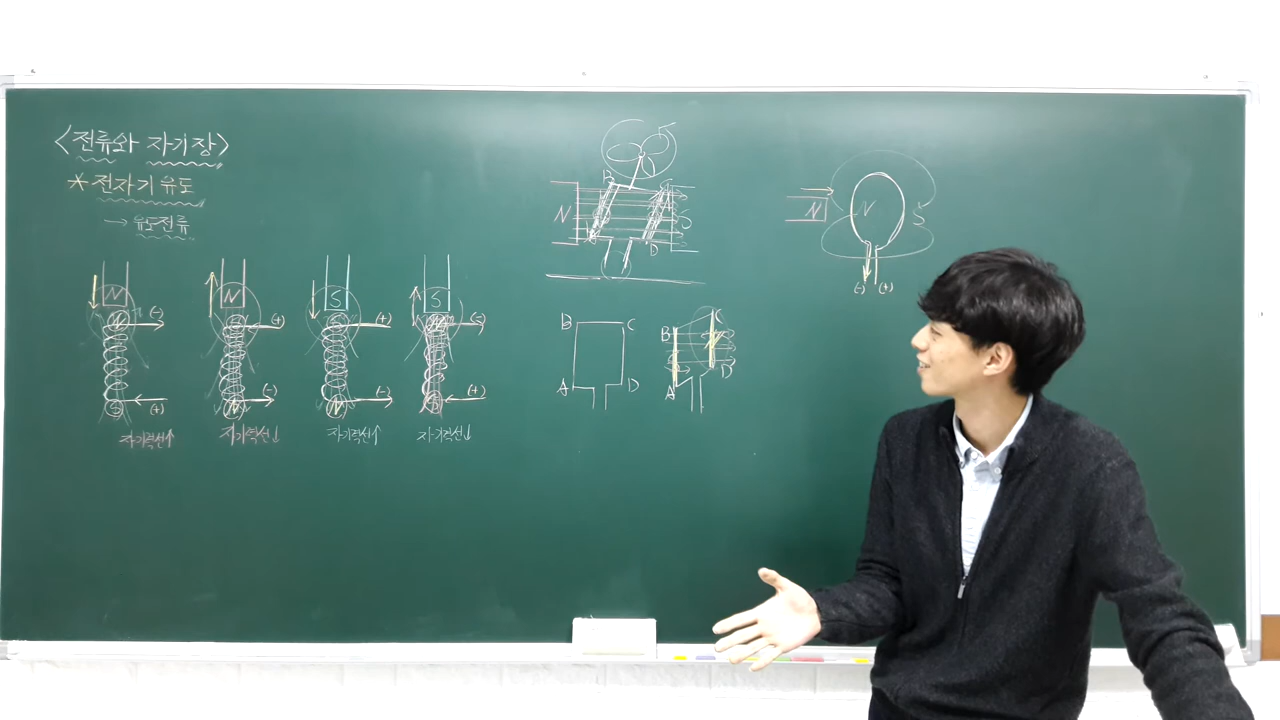 <전류와 자기장>
* 전자기 유도
→ 유도전류
N
(-)
N
S
(+)
자기력선↑
N
(+)
S
N
(-)
자기력선↓
S
(+)
S
N
(-)
자기력선↑
S
(-)
N
(+)
자기력선↓
B
C
N
S
D
B
C
A
D
B
C
A
D
N
N
S
(-)
(+)